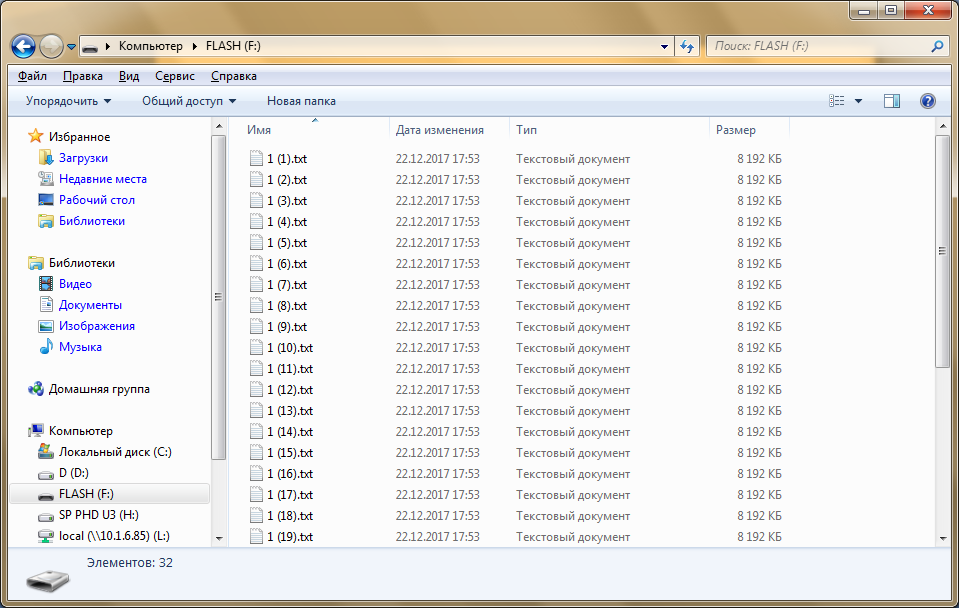 Компьютер FLASH (F:)
Поиск: FLASH (F:)
Файл Правка Вид Сервис Справка
Упорядочить Общий доступ Новая папка
Избранное
Загрузки
Недавние места
Рабочий стол
Библиотеки
Библиотеки
Видео
Документы
Изображения
Музыка
Домашняя группа
Компьютер
Локальный диск (C:)
D (D:)
FLASH (F:)
SP PHD U3 (H:)
local (\\10.1.6.85) (L:)
Имя Дата изменения Тип Размер
1 (1).txt 22.12.2017 17:53 Текстовый документ 8 192 КБ
1 (2).txt 22.12.2017 17:53 Текстовый документ 8 192 КБ
1 (3).txt 22.12.2017 17:53 Текстовый документ 8 192 КБ
1 (4).txt 22.12.2017 17:53 Текстовый документ 8 192 КБ
1 (5).txt 22.12.2017 17:53 Текстовый документ 8 192 КБ
1 (6).txt 22.12.2017 17:53 Текстовый документ 8 192 КБ
1 (7).txt 22.12.2017 17:53 Текстовый документ 8 192 КБ
1 (8).txt 22.12.2017 17:53 Текстовый документ 8 192 КБ
1 (9).txt 22.12.2017 17:53 Текстовый документ 8 192 КБ
1 (10).txt 22.12.2017 17:53 Текстовый документ 8 192 КБ
1 (11).txt 22.12.2017 17:53 Текстовый документ 8 192 КБ
1 (12).txt 22.12.2017 17:53 Текстовый документ 8 192 КБ
1 (13).txt 22.12.2017 17:53 Текстовый документ 8 192 КБ
1 (14).txt 22.12.2017 17:53 Текстовый документ 8 192 КБ
1 (15).txt 22.12.2017 17:53 Текстовый документ 8 192 КБ
1 (16).txt 22.12.2017 17:53 Текстовый документ 8 192 КБ
1 (17).txt 22.12.2017 17:53 Текстовый документ 8 192 КБ
1 (18).txt 22.12.2017 17:53 Текстовый документ 8 192 КБ
1 (19).txt 22.12.2017 17:53 Текстовый документ 8 192 КБ
Элементов: 32